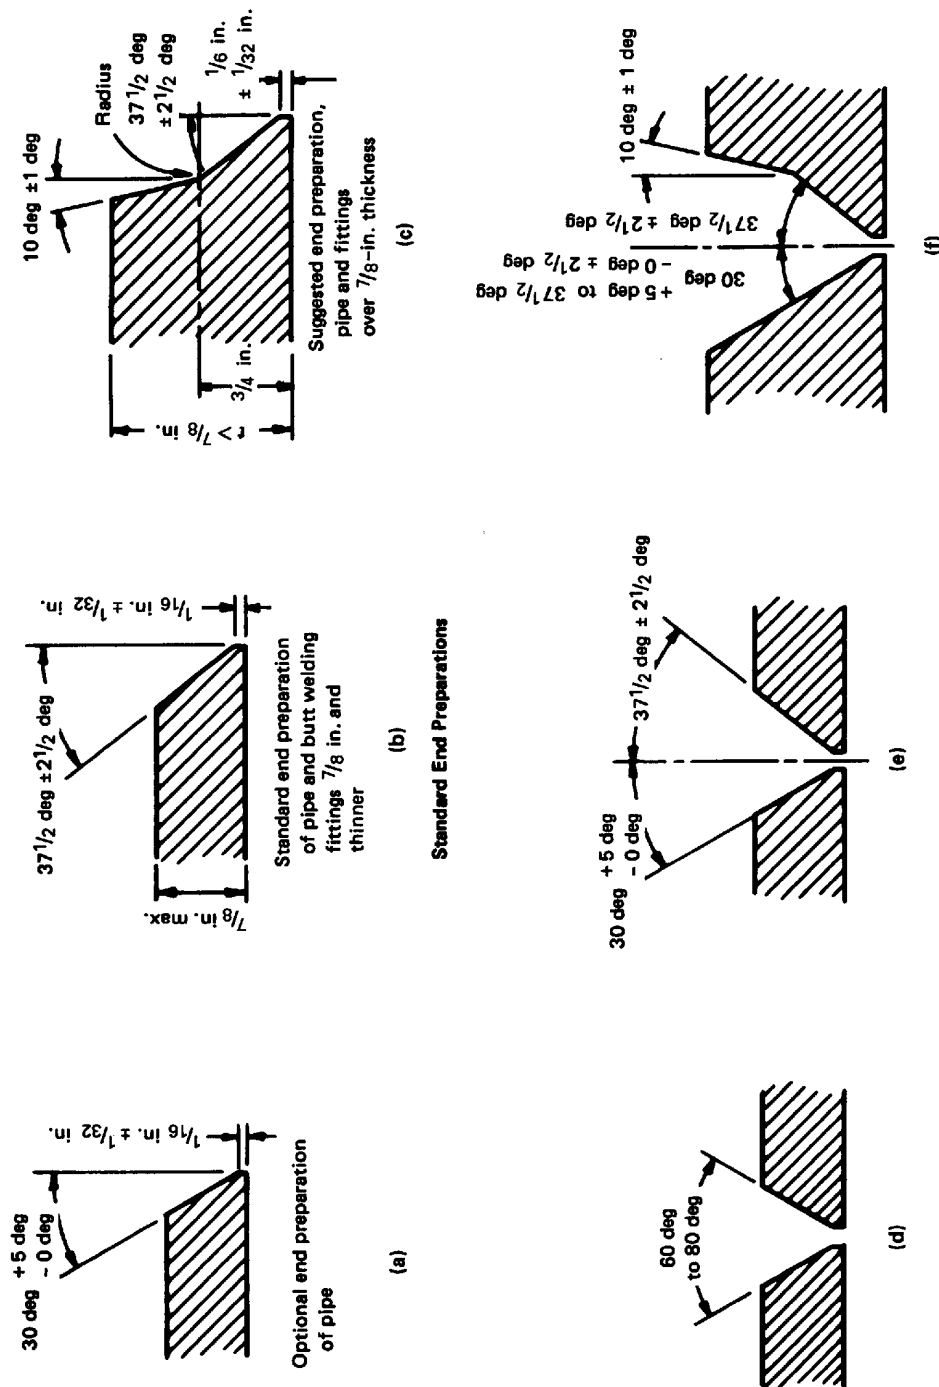 30 deg
+ 5 deg
− 0 deg
1/16 in. ± 1/32 in.
Optional end preparation
of pipe
(a)
37 1/2 deg ±2 1/2 deg
1/16 in. ± 1/32 in.
7/8 in. max.
Standard end preparation
of pipe and butt welding
fittings 7/8 in. and
thinner
(b)
10 deg ±1 deg
Radius
37 1/2 deg
±2 1/2 deg
1/6 in.
± 1/32 in.
3/4 in.
t > 7/8 in.
Suggested end preparation,
pipe and fittings
over 7/8-in. thickness
(c)
Standard End Preparations
60 deg
to 80 deg
(d)
30 deg
+ 5 deg
− 0 deg
37 1/2 deg ± 2 1/2 deg
(e)
10 deg ± 1 deg
37 1/2 deg ± 2 1/2 deg
30 deg
+5 deg to 37 1/2 deg
− 0 deg ± 2 1/2 deg
(f)